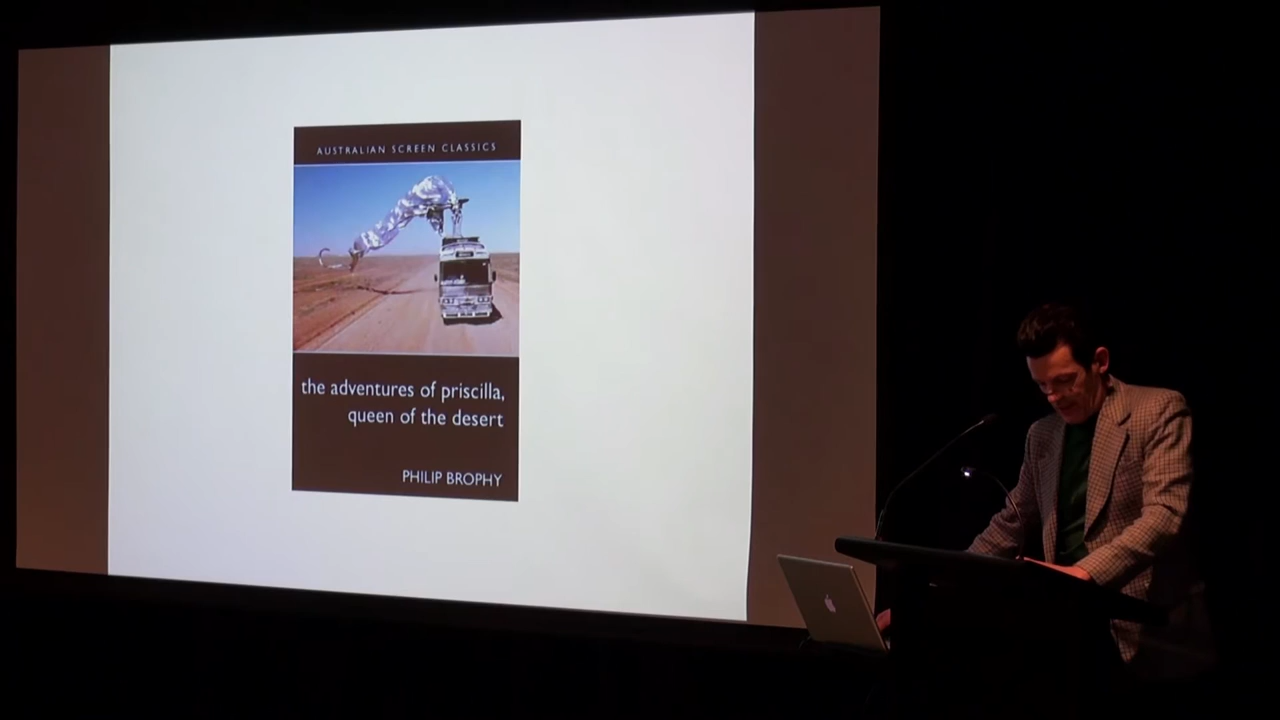 AUSTRALIAN SCREEN CLASSICS
the adventures of priscilla,
queen of the desert
PHILIP BROPHY